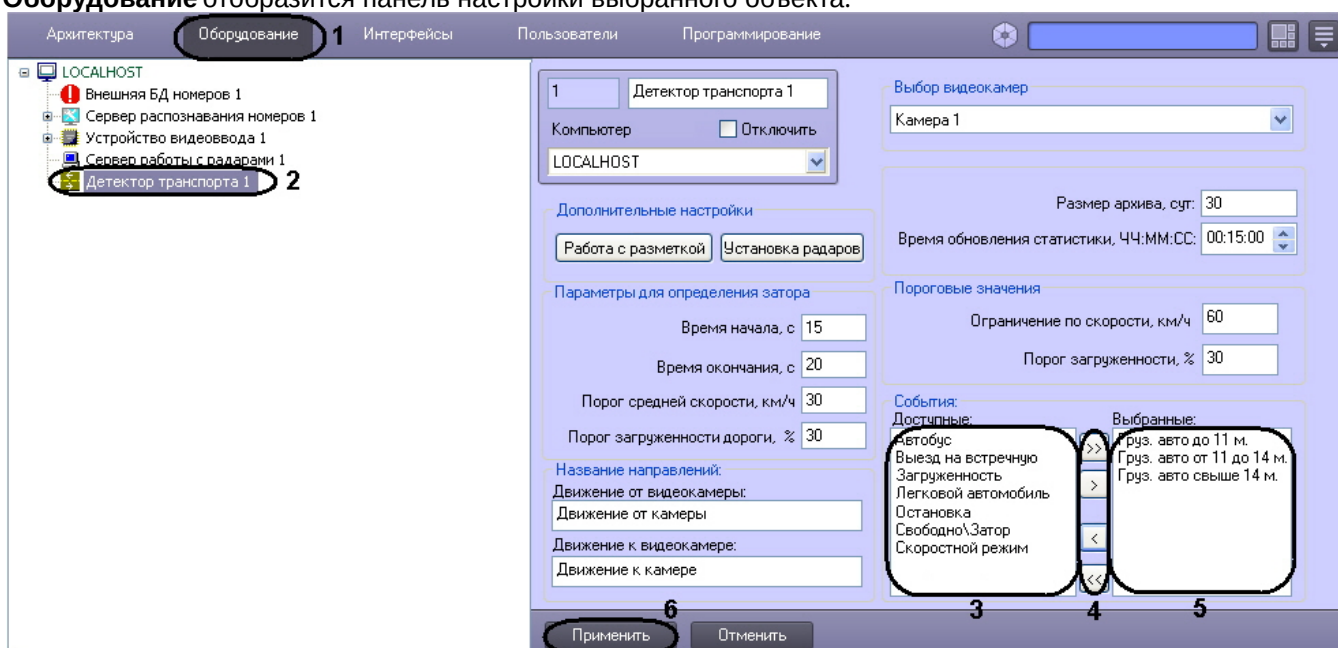 Оборудование отобразится панель настройки выбранного объекта.
Архитектура Оборудование 1 Интерфейсы Пользователи Программирование
LOCALHOST
Внешняя БД номеров 1
Сервер распознавания номеров 1
Устройство видеоввода 1
Сервер работы с радарами 1
Детектор транспорта 1 2
1 Детектор транспорта 1
Компьютер Отключить
LOCALHOST
Дополнительные настройки
Работа с разметкой Установка радаров
Параметры для определения затора
Время начала, с 15
Время окончания, с 20
Порог средней скорости, км/ч 30
Порог загруженности дороги, % 30
Название направлений:
Движение от видеокамеры:
Движение от камеры
Движение к видеокамере:
Движение к камере
Выбор видеокамер
Камера 1
Размер архива, сут: 30
Время обновления статистики, ЧЧ:ММ:СС: 00:15:00
Пороговые значения
Ограничение по скорости, км/ч 60
Порог загруженности, % 30
События:
Доступные:
Автобус
Выезд на встречную
Загруженность
Легковой автомобиль
Остановка
Свободно\Затор
Скоростной режим
>>
>
<
<<
Выбранные:
Груз. авто до 11 м.
Груз. авто от 11 до 14 м.
Груз. авто свыше 14 м.
3 4 5
6
Применить Отменить